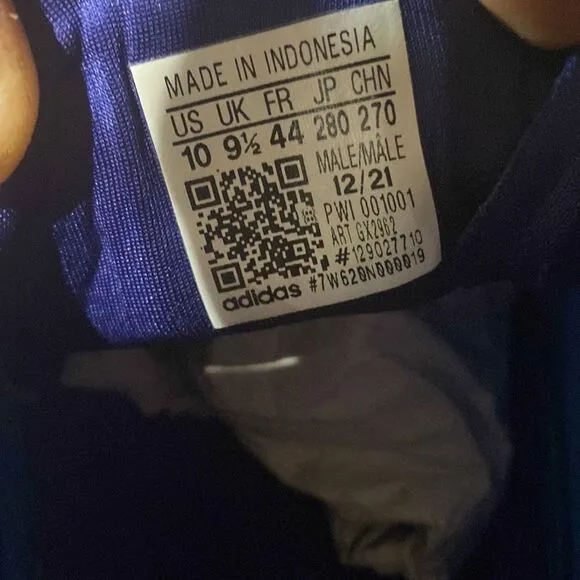 MADE IN INDONESIA
US UK FR JP CHN
10 9½ 44 280 270
MALE/MÂLE
12/21
PWI 001001
ART GX2962
#129027710
#7W620N000019
adidas